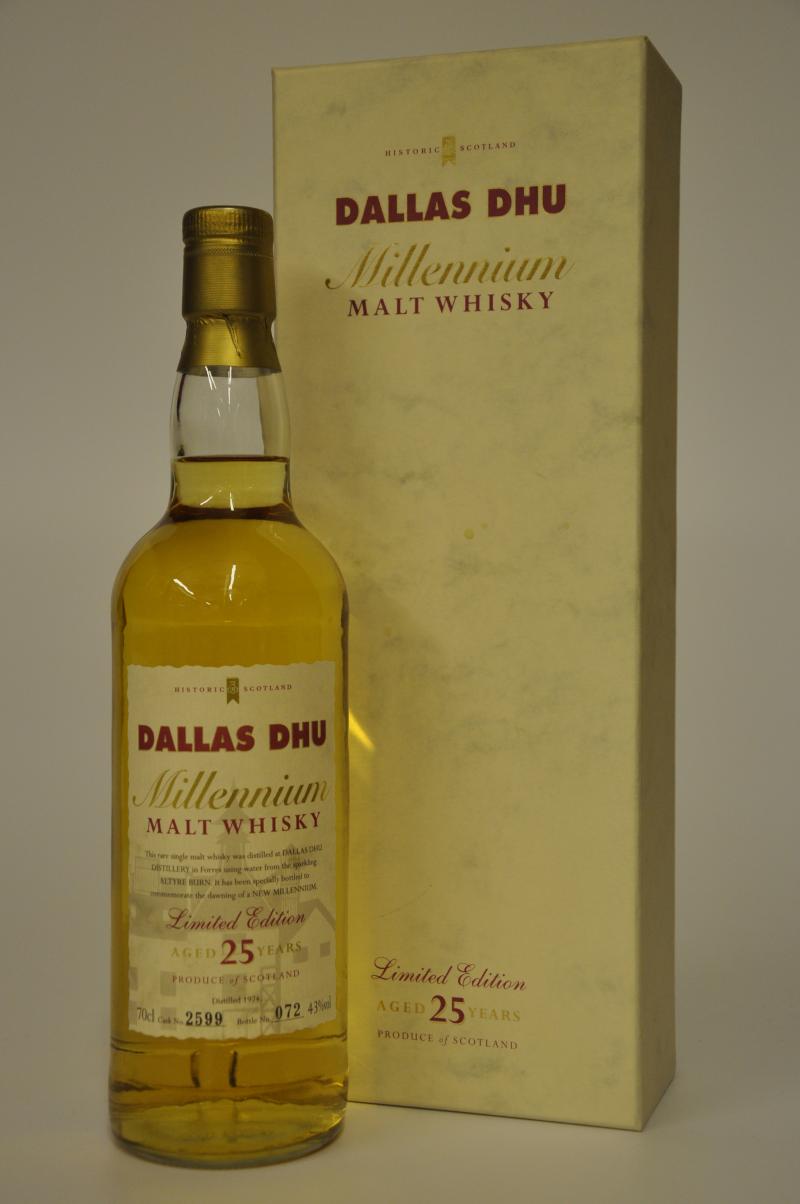 HISTORIC SCOTLAND
DALLAS DHU
Millennium
MALT WHISKY
Limited Edition
AGED 25 YEARS
PRODUCE of SCOTLAND
HISTORIC SCOTLAND
DALLAS DHU
Millennium
MALT WHISKY
This rare single malt whisky was distilled at DALLAS DHU
DISTILLERY in Forres using water from the sparkling
ALTYRE BURN. It has been specially bottled to
commemorate the dawning of a NEW MILLENNIUM.
Limited Edition
AGED 25 YEARS
PRODUCE of SCOTLAND
Distilled 1974
70cl Cask No. 2599 Bottle No. 072 43%vol